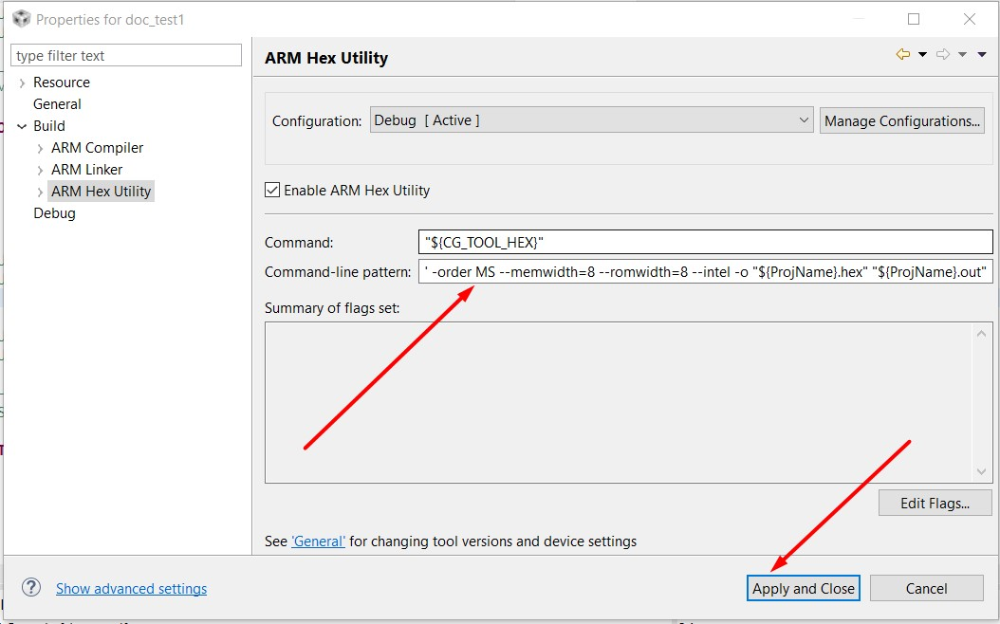 Properties for doc_test1
type filter text
Resource
General
Build
ARM Compiler
ARM Linker
ARM Hex Utility
Debug
ARM Hex Utility
Configuration: Debug [ Active ] Manage Configurations...
Enable ARM Hex Utility
Command: "${CG_TOOL_HEX}"
Command-line pattern: ' -order MS --memwidth=8 --romwidth=8 --intel -o "${ProjName}.hex" "${ProjName}.out"
Summary of flags set:
Edit Flags...
See 'General' for changing tool versions and device settings
? Show advanced settings
Apply and Close Cancel